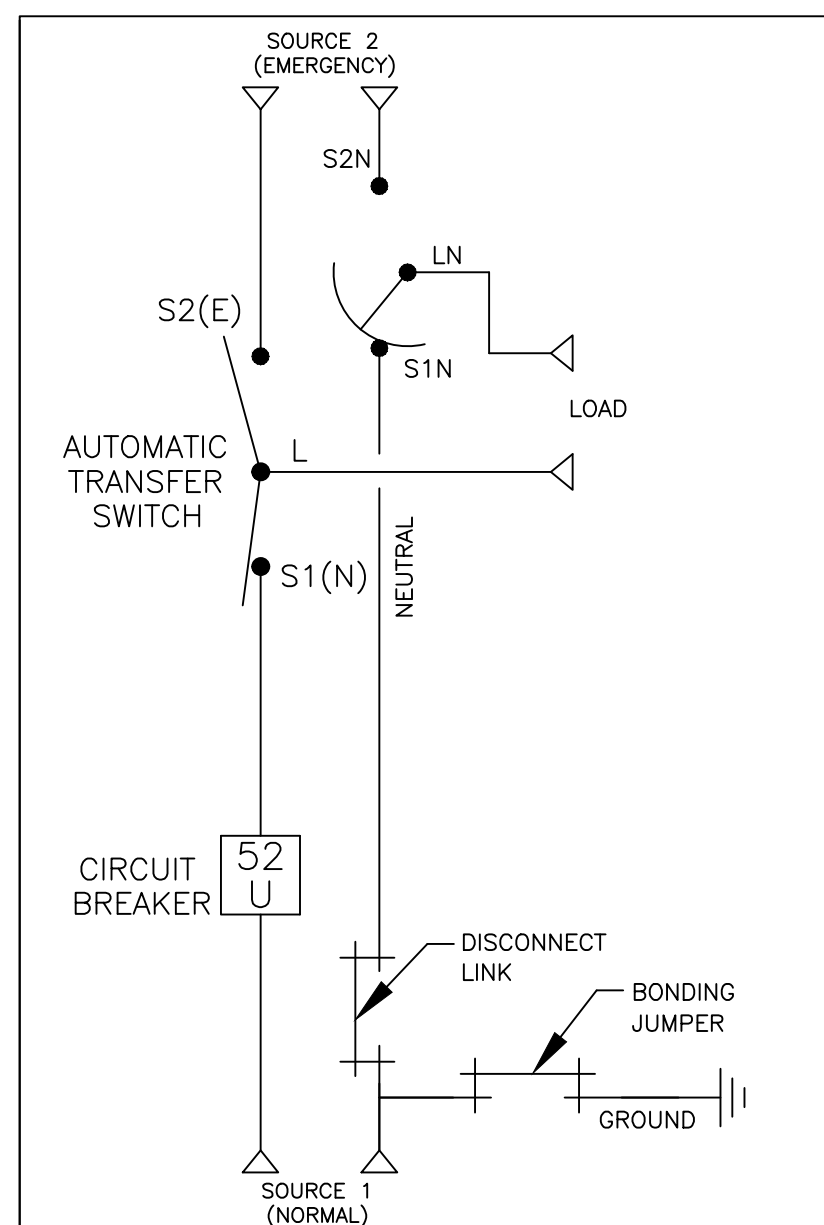 SOURCE 2
(EMERGENCY)
S2N
LN
S2(E)
S1N
LOAD
AUTOMATIC
TRANSFER
SWITCH
L
S1(N)
NEUTRAL
CIRCUIT
BREAKER
52
U
DISCONNECT
LINK
BONDING
JUMPER
GROUND
SOURCE 1
(NORMAL)